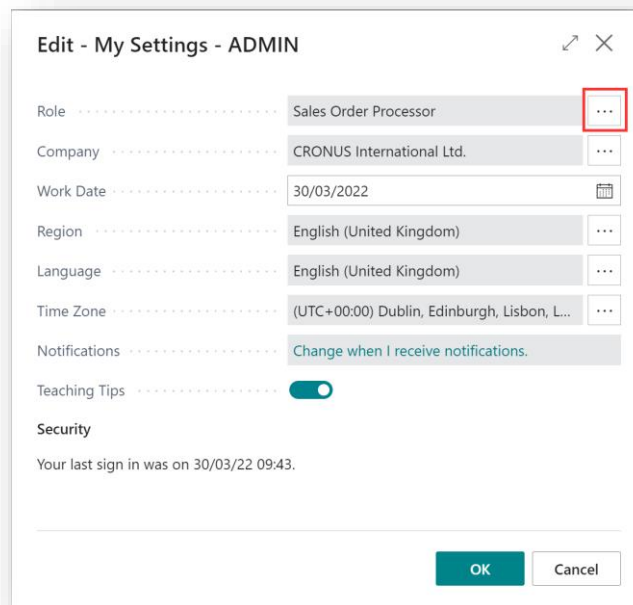 Edit - My Settings - ADMIN
Role Sales Order Processor
Company CRONUS International Ltd.
Work Date 30/03/2022
Region English (United Kingdom)
Language English (United Kingdom)
Time Zone (UTC+00:00) Dublin, Edinburgh, Lisbon, L...
Notifications Change when I receive notifications.
Teaching Tips
Security
Your last sign in was on 30/03/22 09:43.
OK Cancel